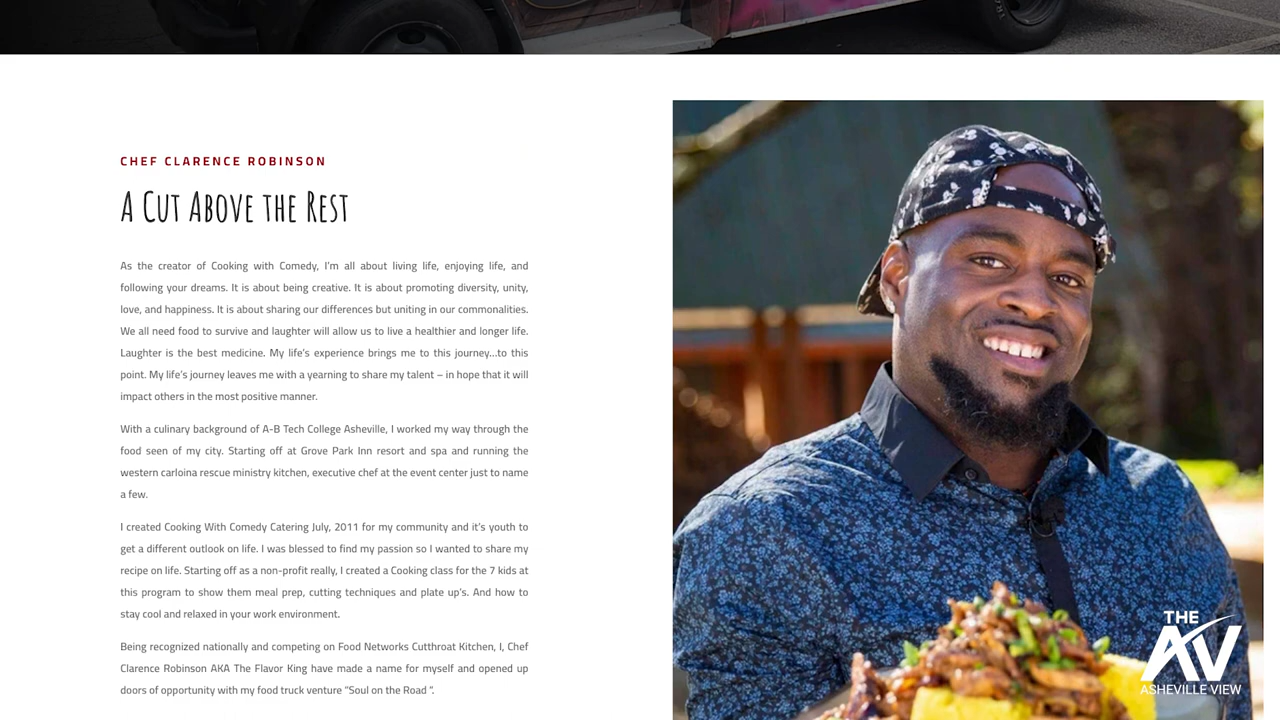 CHEF CLARENCE ROBINSON
A Cut Above the Rest
As the creator of Cooking with Comedy, I'm all about living life, enjoying life, and
following your dreams. It is about being creative. It is about promoting diversity, unity,
love, and happiness. It is about sharing our differences but uniting in our commonalities.
We all need food to survive and laughter will allow us to live a healthier and longer life.
Laughter is the best medicine. My life's experience brings me to this journey...to this
point. My life's journey leaves me with a yearning to share my talent – in hope that it will
impact others in the most positive manner.
With a culinary background of A-B Tech College Asheville, I worked my way through the
food seen of my city. Starting off at Grove Park Inn resort and spa and running the
western carloina rescue ministry kitchen, executive chef at the event center just to name
a few.
I created Cooking With Comedy Catering July, 2011 for my community and it's youth to
get a different outlook on life. I was blessed to find my passion so I wanted to share my
recipe on life. Starting off as a non-profit really, I created a Cooking class for the 7 kids at
this program to show them meal prep, cutting techniques and plate up's. And how to
stay cool and relaxed in your work environment.
Being recognized nationally and competing on Food Networks Cutthroat Kitchen, I, Chef
Clarence Robinson AKA The Flavor King have made a name for myself and opened up
doors of opportunity with my food truck venture "Soul on the Road ".
THE
AV
ASHEVILLE VIEW